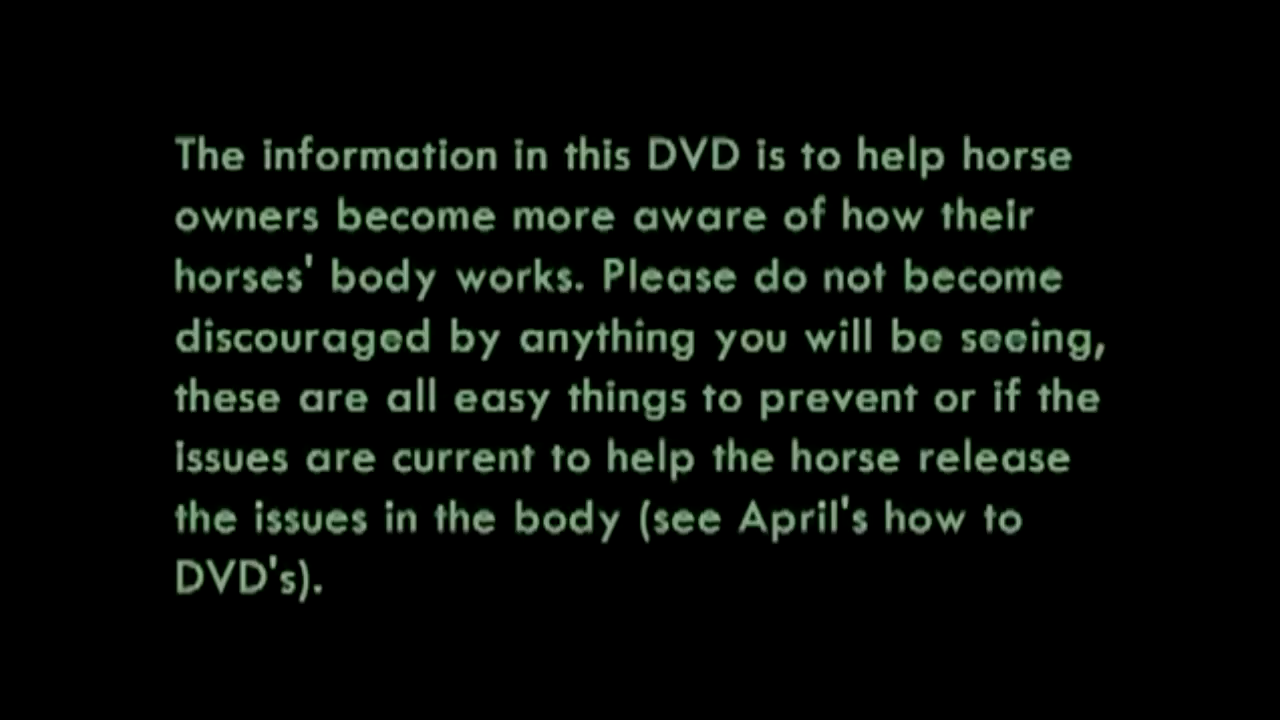 The information in this DVD is to help horse
owners become more aware of how their
horses' body works. Please do not become
discouraged by anything you will be seeing,
these are all easy things to prevent or if the
issues are current to help the horse release
the issues in the body (see April's how to
DVD's).